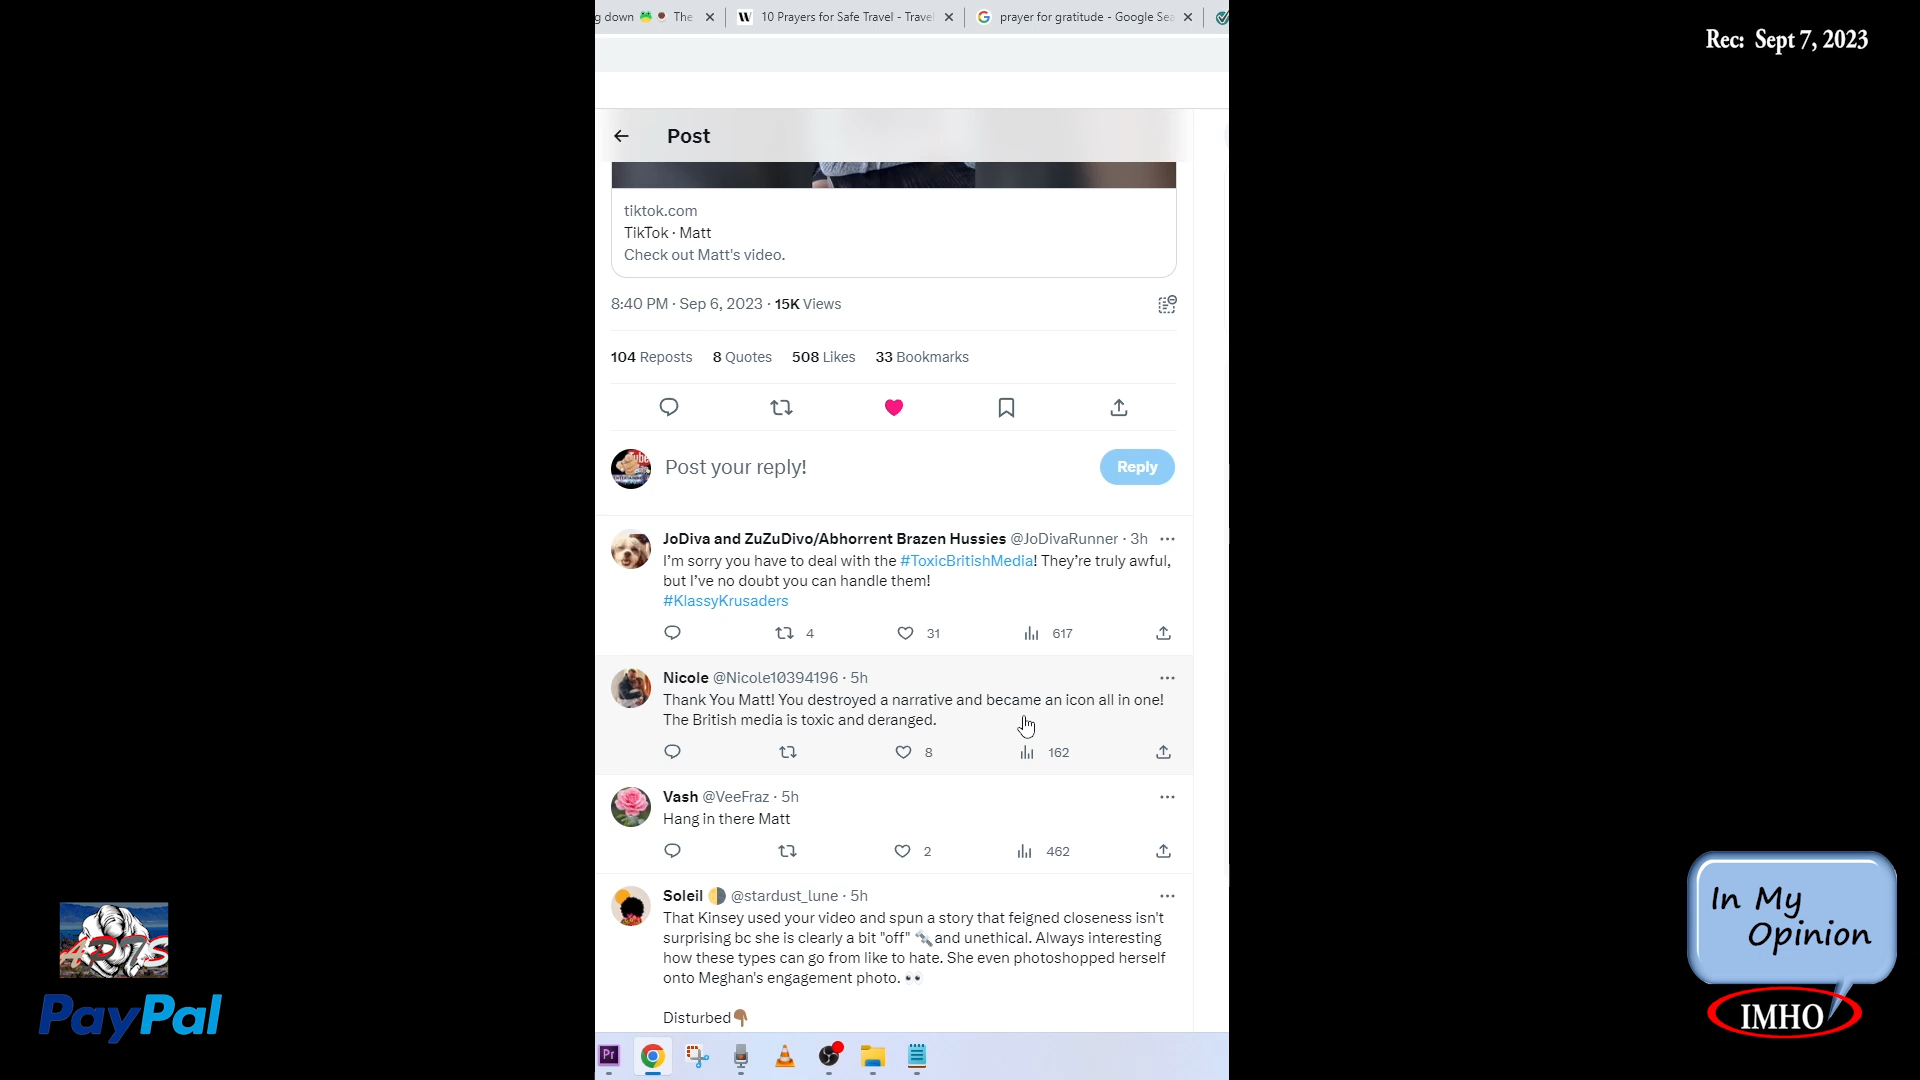 g down 🐸 The
10 Prayers for Safe Travel - Travel
prayer for gratitude - Google Sea
Rec: Sept 7, 2023
Post
tiktok.com
TikTok · Matt
Check out Matt's video.
8:40 PM · Sep 6, 2023 · 15K Views
104 Reposts 8 Quotes 508 Likes 33 Bookmarks
Post your reply!
Reply
JoDiva and ZuZuDivo/Abhorrent Brazen Hussies @JoDivaRunner · 3h
I'm sorry you have to deal with the #ToxicBritishMedia! They're truly awful,
but I've no doubt you can handle them!
#KlassyKrusaders
4 31 617
Nicole @Nicole10394196 · 5h
Thank You Matt! You destroyed a narrative and became an icon all in one!
The British media is toxic and deranged.
8 162
Vash @VeeFraz · 5h
Hang in there Matt
2 462
Soleil 🌗 @stardust_lune · 5h
That Kinsey used your video and spun a story that feigned closeness isn't
surprising bc she is clearly a bit "off" 🔩 and unethical. Always interesting
how these types can go from like to hate. She even photoshopped herself
onto Meghan's engagement photo. 👀
Disturbed👇🏽
Pr
PayPal
In My
Opinion
IMHO